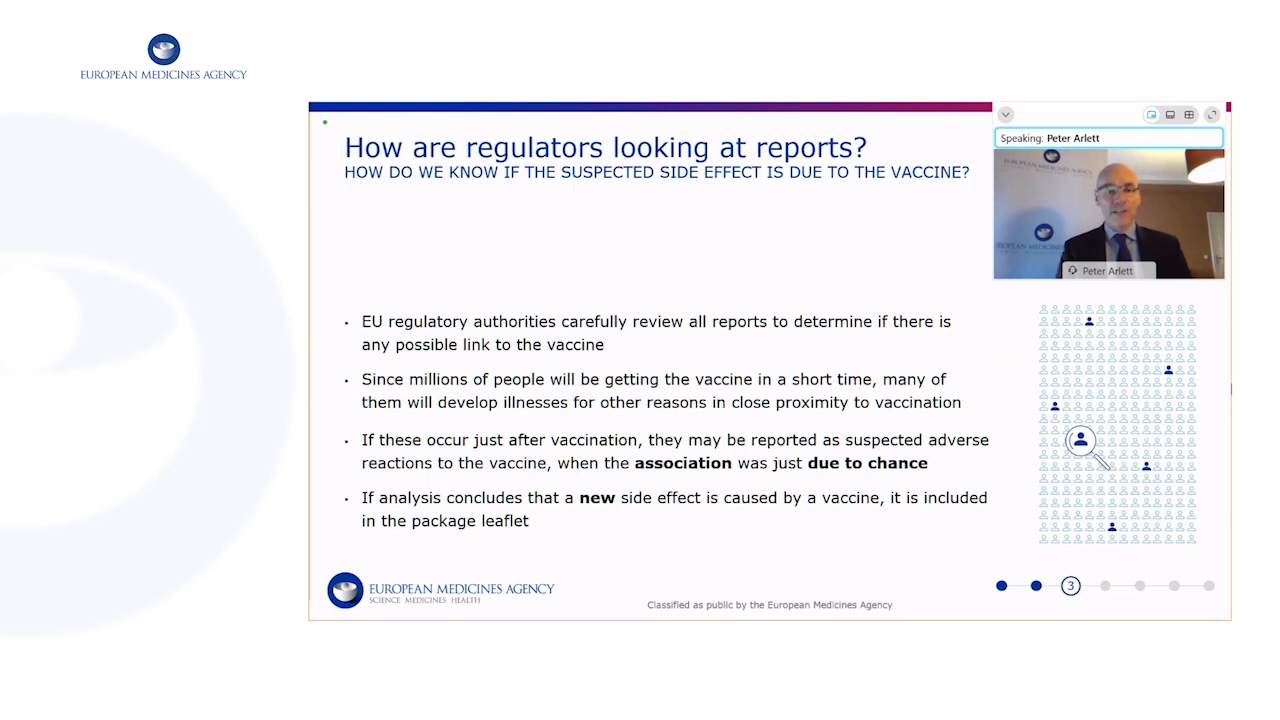 EUROPEAN MEDICINES AGENCY
How are regulators looking at reports?
HOW DO WE KNOW IF THE SUSPECTED SIDE EFFECT IS DUE TO THE VACCINE?
Speaking: Peter Arlett
EUROPEAN MEDICINES AGENCY
EUROPEAN MEDICINES
Peter Arlett
• EU regulatory authorities carefully review all reports to determine if there is
any possible link to the vaccine
• Since millions of people will be getting the vaccine in a short time, many of
them will develop illnesses for other reasons in close proximity to vaccination
• If these occur just after vaccination, they may be reported as suspected adverse
reactions to the vaccine, when the association was just due to chance
• If analysis concludes that a new side effect is caused by a vaccine, it is included
in the package leaflet
EUROPEAN MEDICINES AGENCY
SCIENCE MEDICINES HEALTH
Classified as public by the European Medicines Agency
3